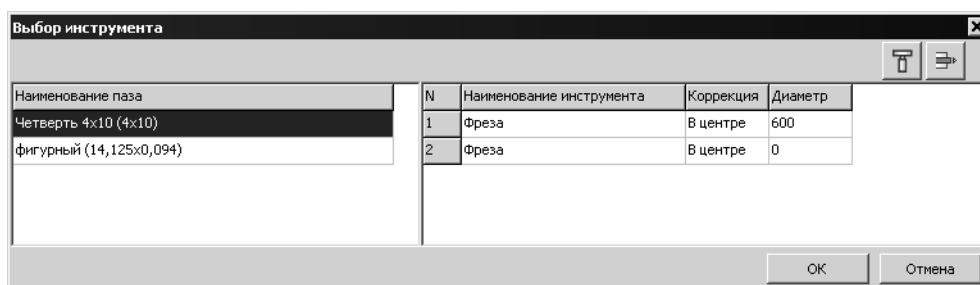 Выбор инструмента
Наименование паза
Четверть 4x10 (4x10)
фигурный (14,125x0,094)
N Наименование инструмента Коррекция Диаметр
1 Фреза В центре 600
2 Фреза В центре 0
ОК Отмена